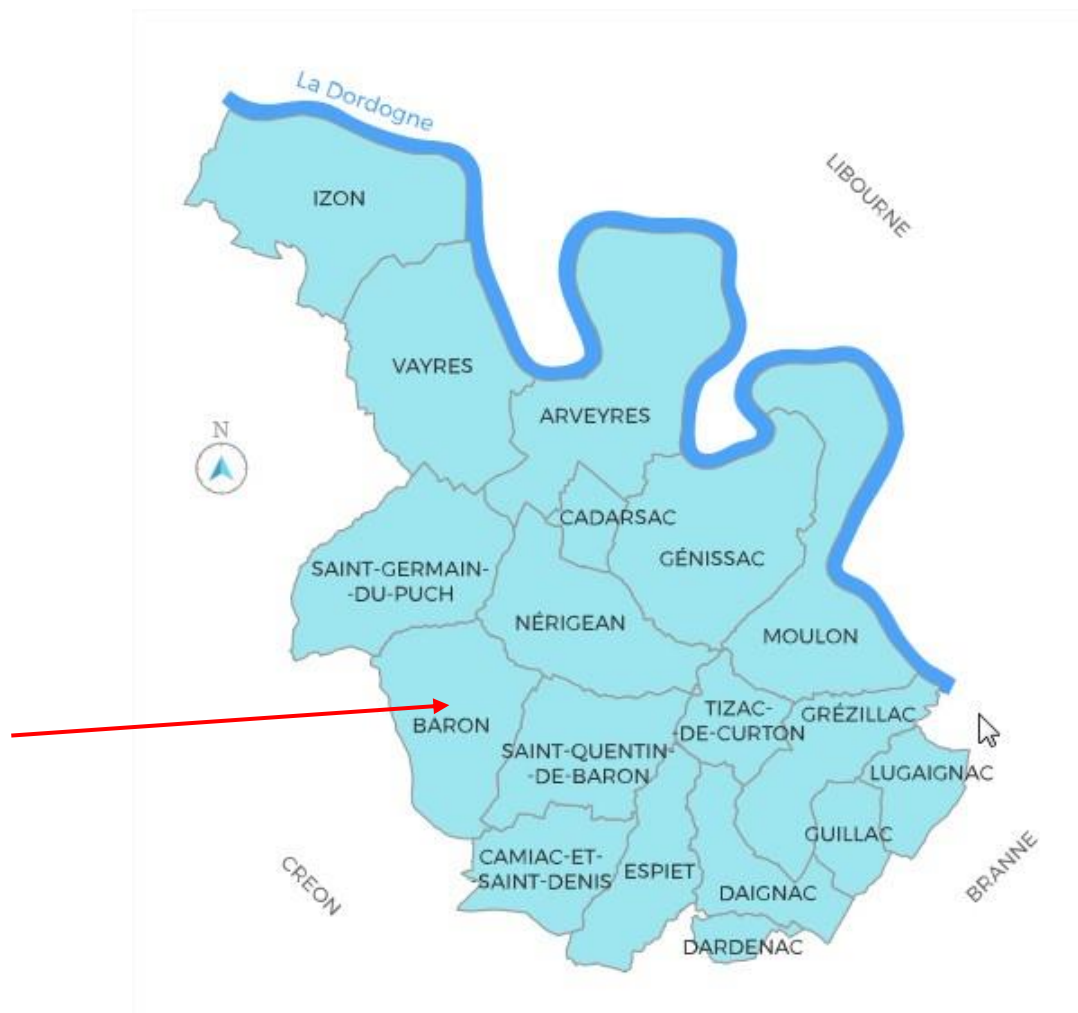 La Dordogne
LIBOURNE
IZON
VAYRES
ARVEYRES
N
CADARSAC
GÉNISSAC
SAINT-GERMAIN-
-DU-PUCH
NÉRIGEAN
MOULON
BARON
TIZAC-
-DE-CURTON
GRÉZILLAC
SAINT-QUENTIN-
-DE-BARON
LUGAIGNAC
GUILLAC
CAMIAC-ET-
-SAINT-DENIS
ESPIET
DAIGNAC
DARDENAC
CREON
BRANNE